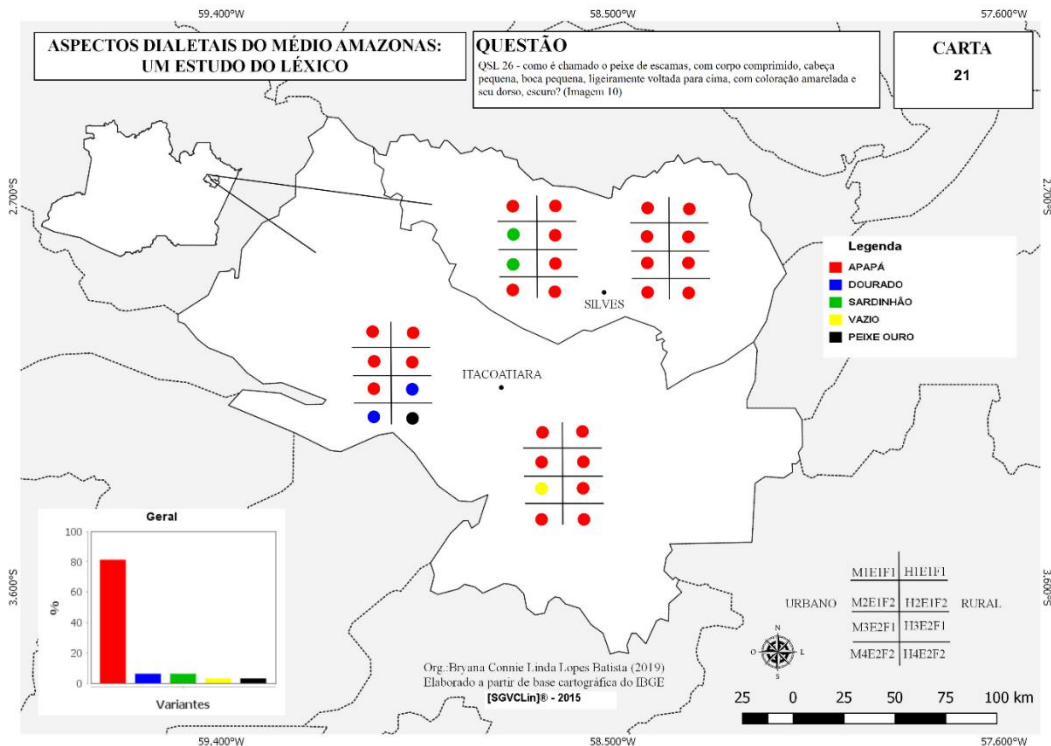 59.400°W
58.500°W
57.600°W
ASPECTOS DIALETAIS DO MÉDIO AMAZONAS:
UM ESTUDO DO LÉXICO
QUESTÃO
QSL 26 - como é chamado o peixe de escamas, com corpo comprimido, cabeça
pequena, boca pequena, ligeiramente voltada para cima, com coloração amarelada e
seu dorso, escuro? (Imagem 10)
CARTA
21
2.700°S
2.700°S
Legenda
APAPÁ
DOURADO
SARDINHÃO
VAZIO
PEIXE OURO
SILVES
ITACOATIARA
Geral
100
80
60
40
20
0
%
Variantes
3.600°S
3.600°S
M1E1F1 H1E1F1
URBANO M2E1F2 H2E1F2 RURAL
M3E2F1 H3E2F1
M4E2F2 H4E2F2
N
O L
S
Org.:Bryana Connie Linda Lopes Batista (2019)
Elaborado a partir de base cartográfica do IBGE
[SGVCLin]® - 2015
25 0 25 50 75 100 km
59.400°W
58.500°W
57.600°W